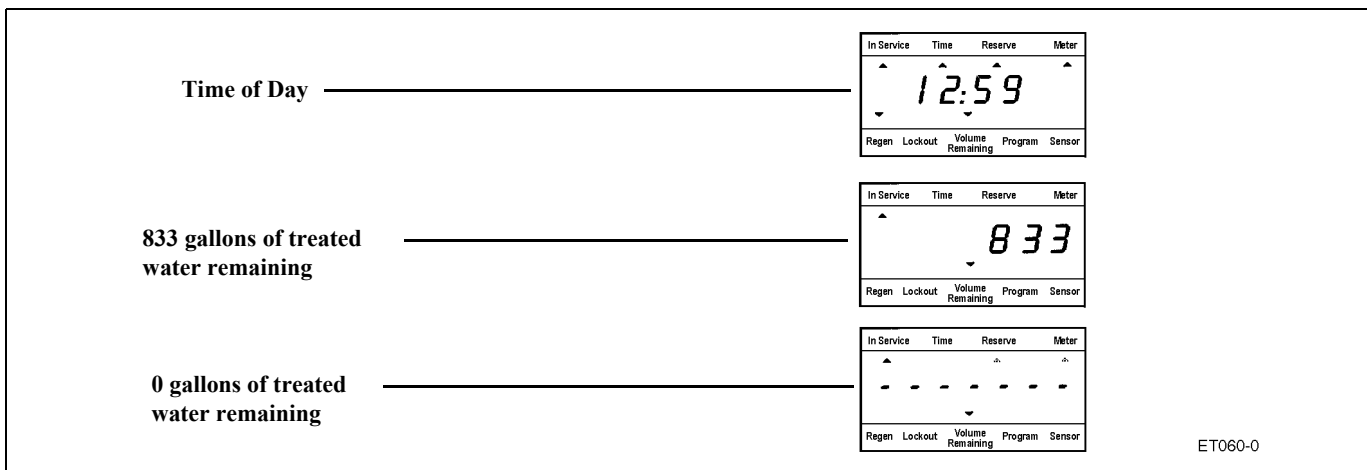 In Service Time Reserve Meter
Time of Day
12:59
Regen Lockout Volume Remaining Program Sensor
In Service Time Reserve Meter
833 gallons of treated
water remaining
833
Regen Lockout Volume Remaining Program Sensor
In Service Time Reserve Meter
0 gallons of treated
water remaining
- - - - - - -
Regen Lockout Volume Remaining Program Sensor
ET060-0